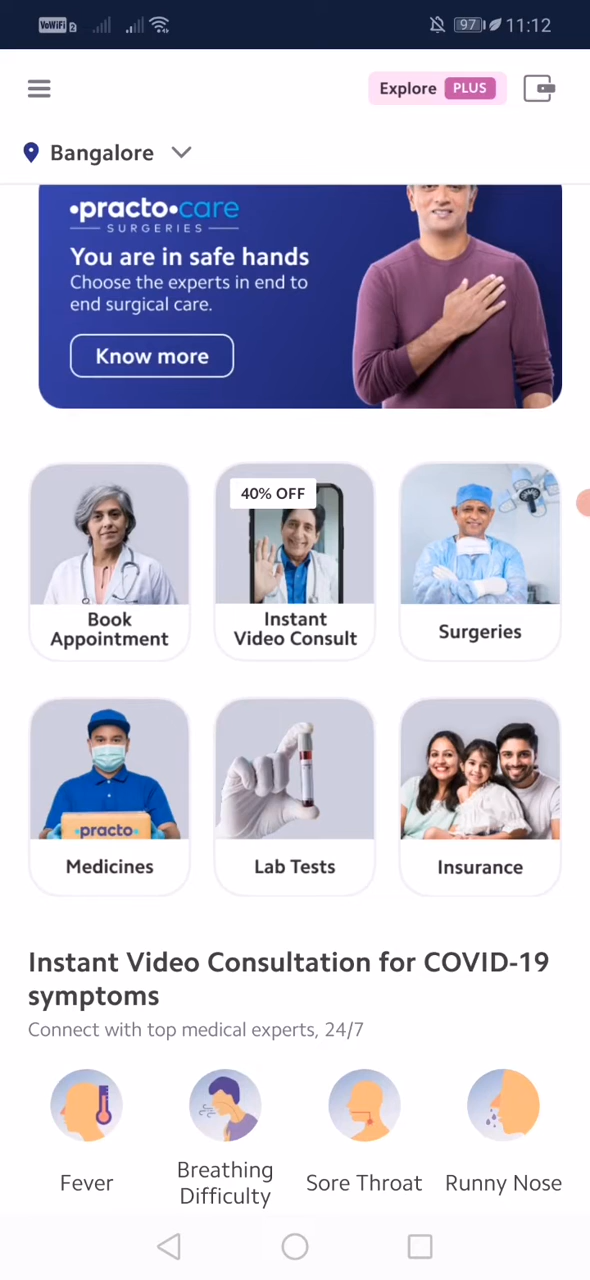 VoWiFi 2
97
11:12
Explore PLUS
Bangalore
practo care
SURGERIES
You are in safe hands
Choose the experts in end to
end surgical care.
Know more
40% OFF
Book
Appointment
Instant
Video Consult
Surgeries
practo
Medicines
Lab Tests
Insurance
Instant Video Consultation for COVID-19
symptoms
Connect with top medical experts, 24/7
Fever
Breathing
Difficulty
Sore Throat
Runny Nose